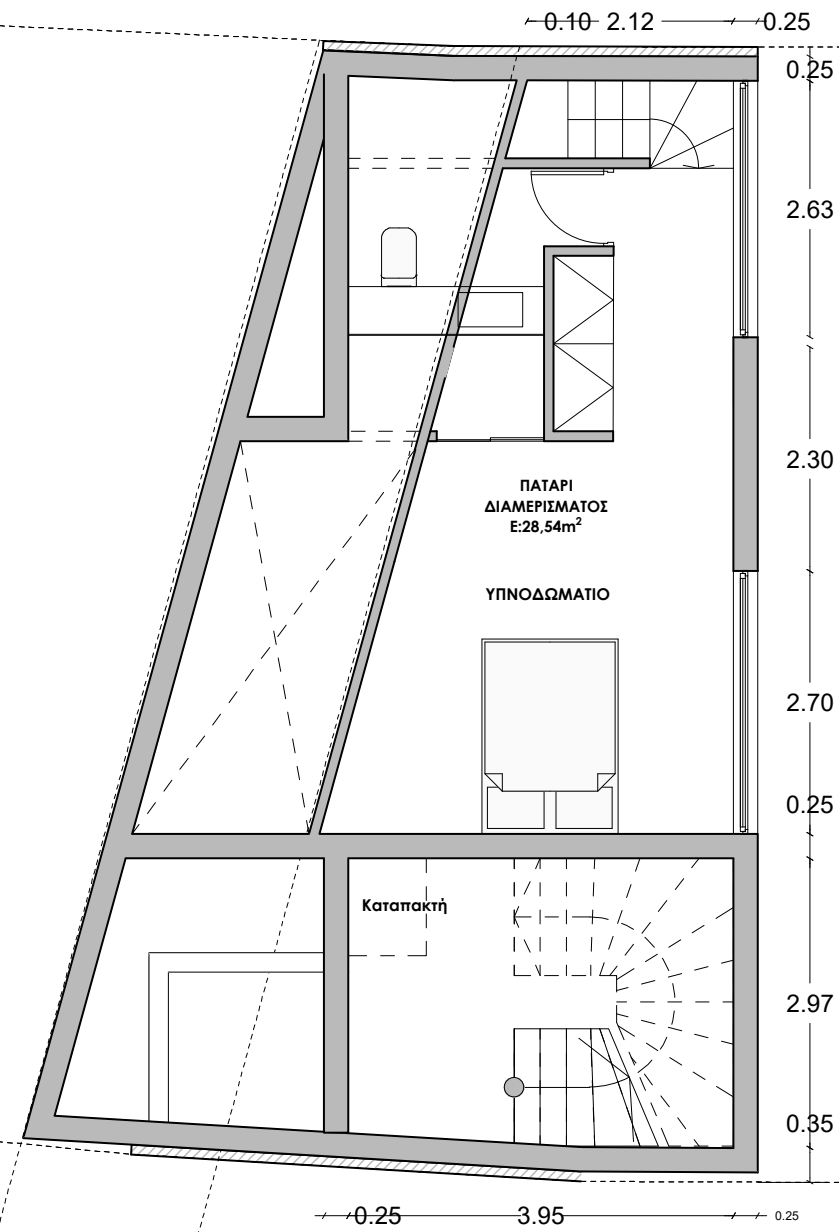 0.10 2.12 0.25
0.25
2.63
2.30
ΠΑΤΑΡΙ
ΔΙΑΜΕΡΙΣΜΑΤΟΣ
Ε:28,54m²
ΥΠΝΟΔΩΜΑΤΙΟ
2.70
0.25
Καταπακτή
2.97
0.35
0.25 3.95 0.25